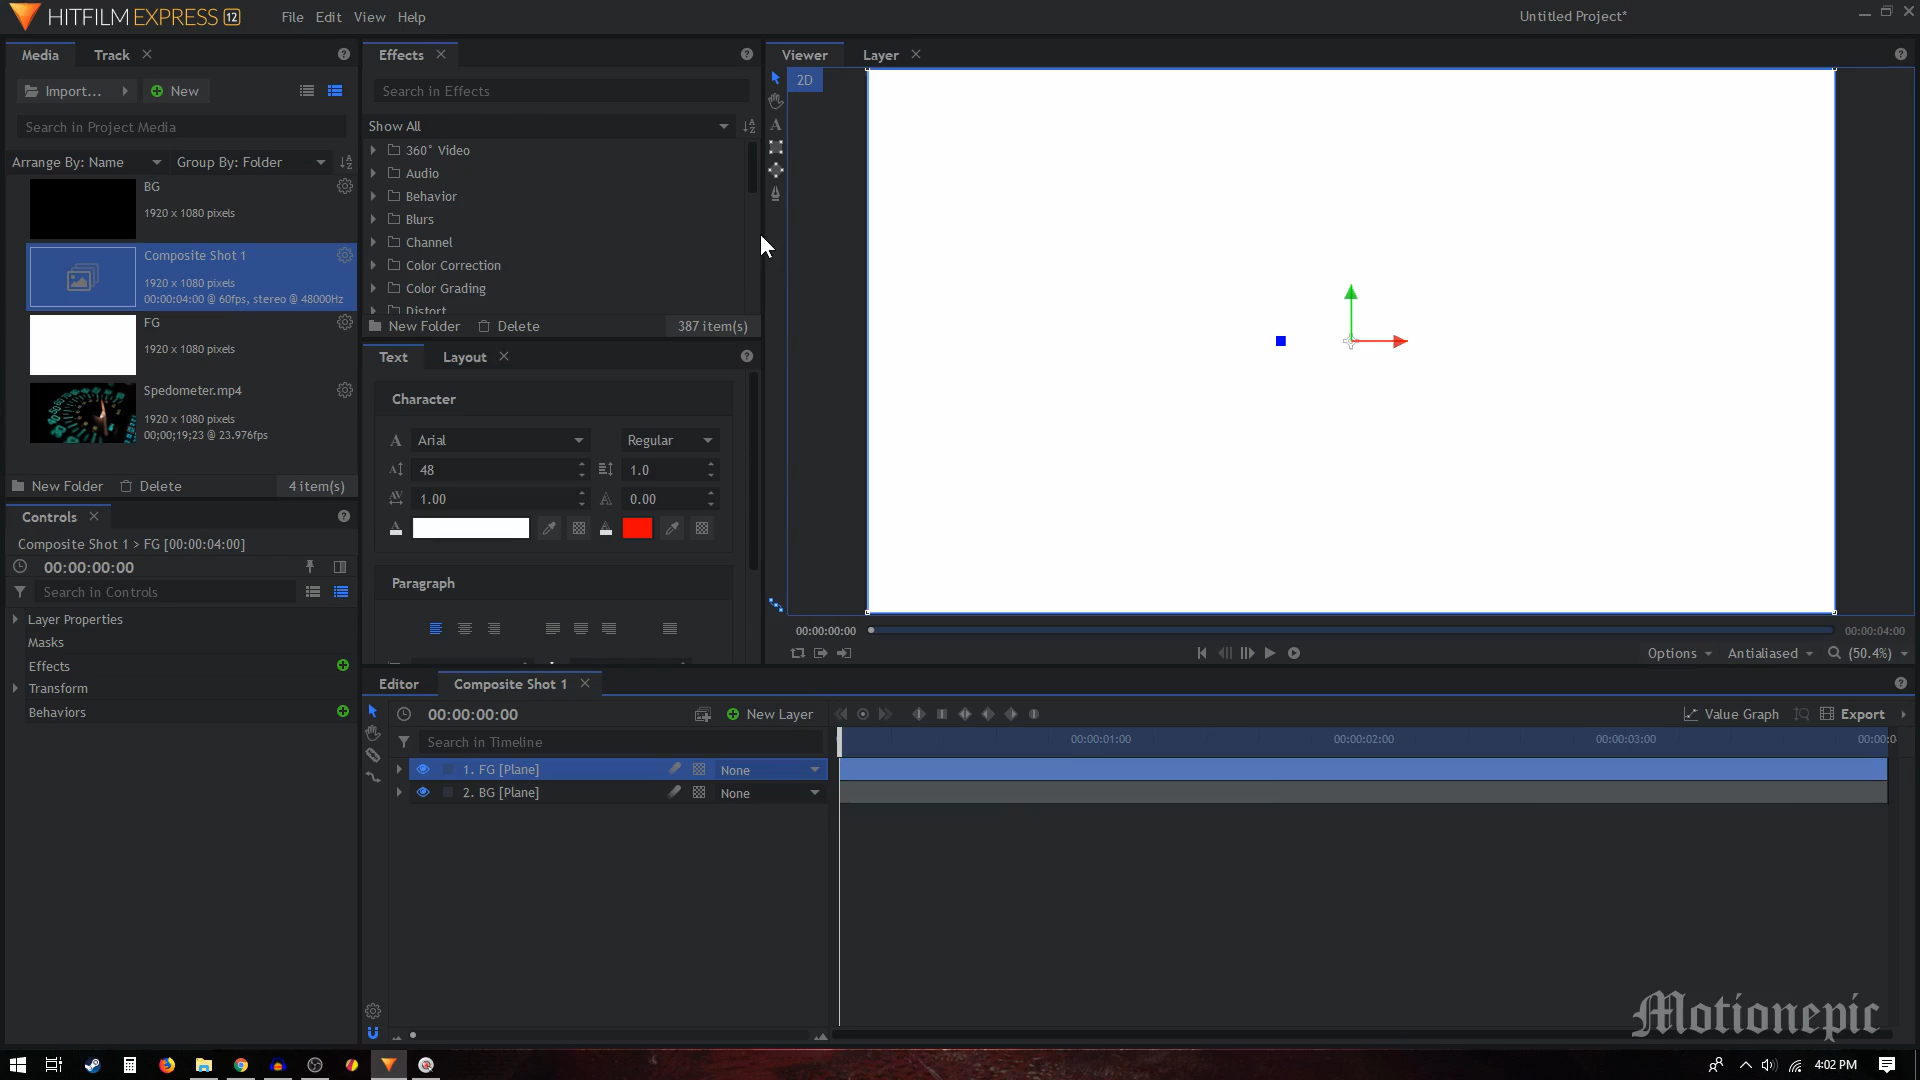 HITFILM EXPRESS 12
File Edit View Help
Untitled Project*
Media Track
Import... New
Search in Project Media
Arrange By: Name Group By: Folder
BG
1920 x 1080 pixels
Composite Shot 1
1920 x 1080 pixels
00:00:04:00 @ 60fps, stereo @ 48000Hz
FG
1920 x 1080 pixels
Spedometer.mp4
1920 x 1080 pixels
00;00;19;23 @ 23.976fps
New Folder Delete 4 item(s)
Controls
Composite Shot 1 > FG [00:00:04:00]
00:00:00:00
Search in Controls
Layer Properties
Masks
Effects
Transform
Behaviors
Effects
Search in Effects
Show All
360° Video
Audio
Behavior
Blurs
Channel
Color Correction
Color Grading
Distort
New Folder Delete 387 item(s)
Text Layout
Character
Arial Regular
48 1.0
1.00 0.00
Paragraph
Viewer Layer
2D
00:00:00:00 00:00:04:00
Options Antialiased (50.4%)
Editor Composite Shot 1
00:00:00:00 New Layer Value Graph Export
Search in Timeline 00:00:01:00 00:00:02:00 00:00:03:00 00:00:0
1. FG [Plane] None
2. BG [Plane] None
Motionepic
4:02 PM